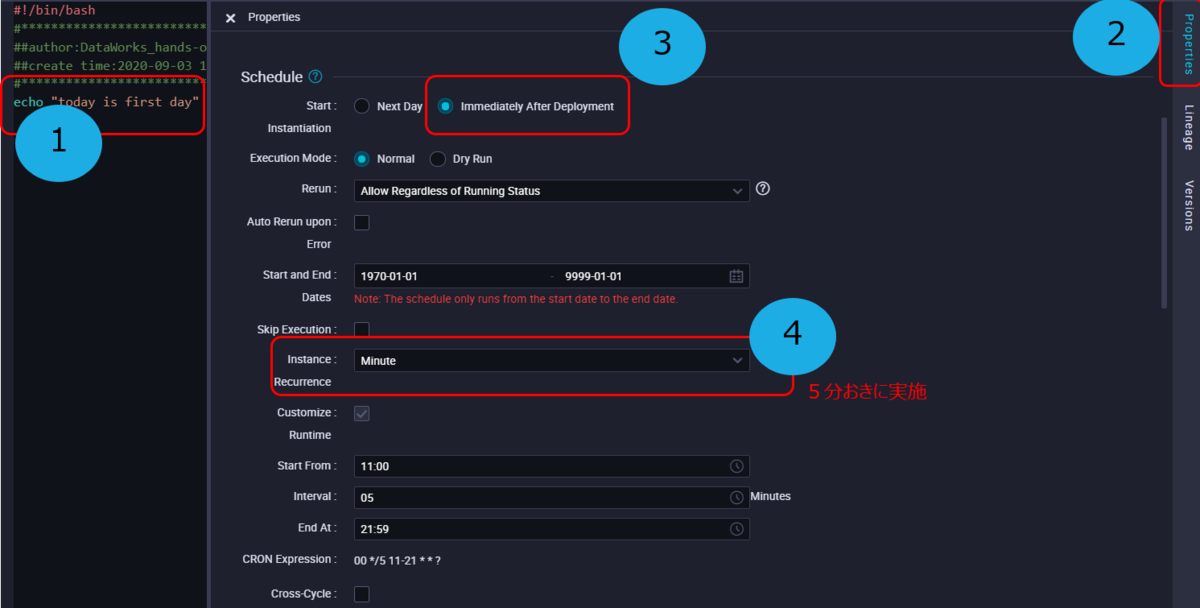 #!/bin/bash
#**************************
##author:DataWorks_hands-o
##create time:2020-09-03 1
#**************************
echo "today is first day"
1
Properties
Schedule ?
Start : Next Day Immediately After Deployment
Instantiation
3
Execution Mode : Normal Dry Run
Rerun : Allow Regardless of Running Status ?
Auto Rerun upon :
Error
Start and End : 1970-01-01 - 9999-01-01
Dates Note: The schedule only runs from the start date to the end date.
Skip Execution :
Instance : Minute
Recurrence
4
5分おきに実施
Customize :
Runtime
Start From : 11:00
Interval : 05 Minutes
End At : 21:59
CRON Expression : 00 */5 11-21 * * ?
Cross-Cycle :
2
Properties
Lineage
Versions